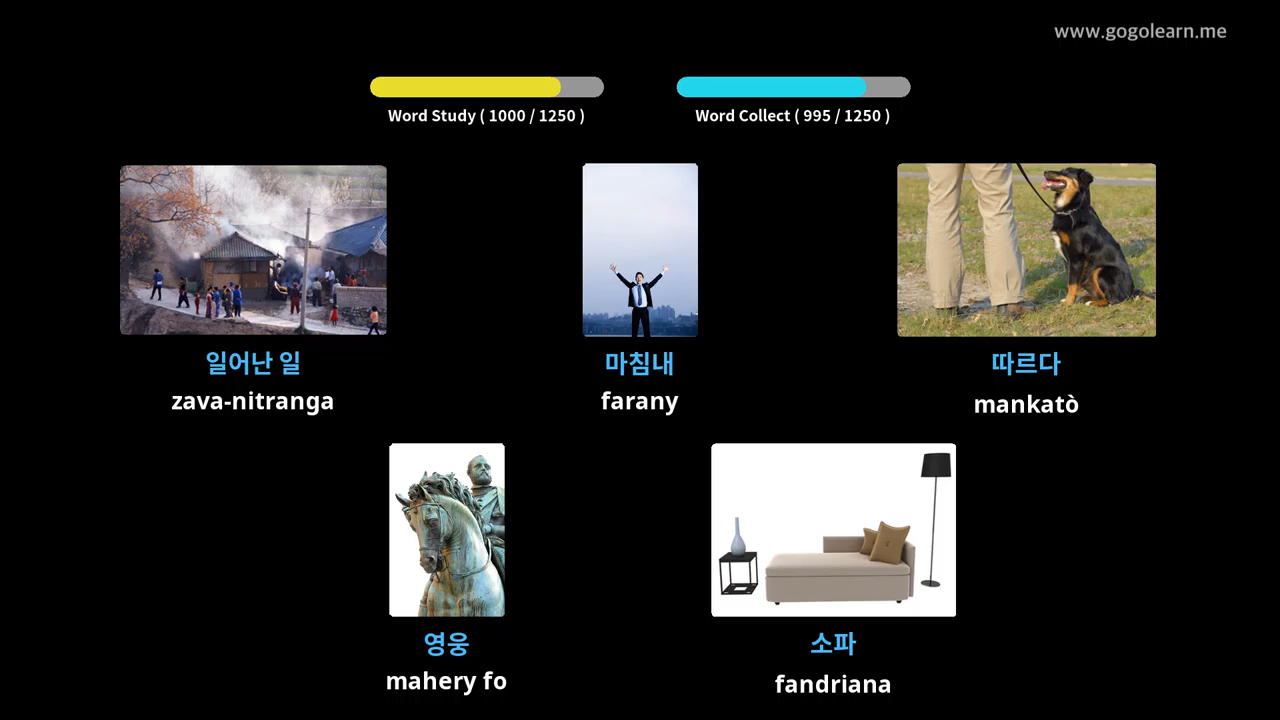 www.gogolearn.me
Word Study ( 1000 / 1250 )
Word Collect ( 995 / 1250 )
일어난 일
zava-nitranga
마침내
farany
따르다
mankatò
영웅
mahery fo
소파
fandriana